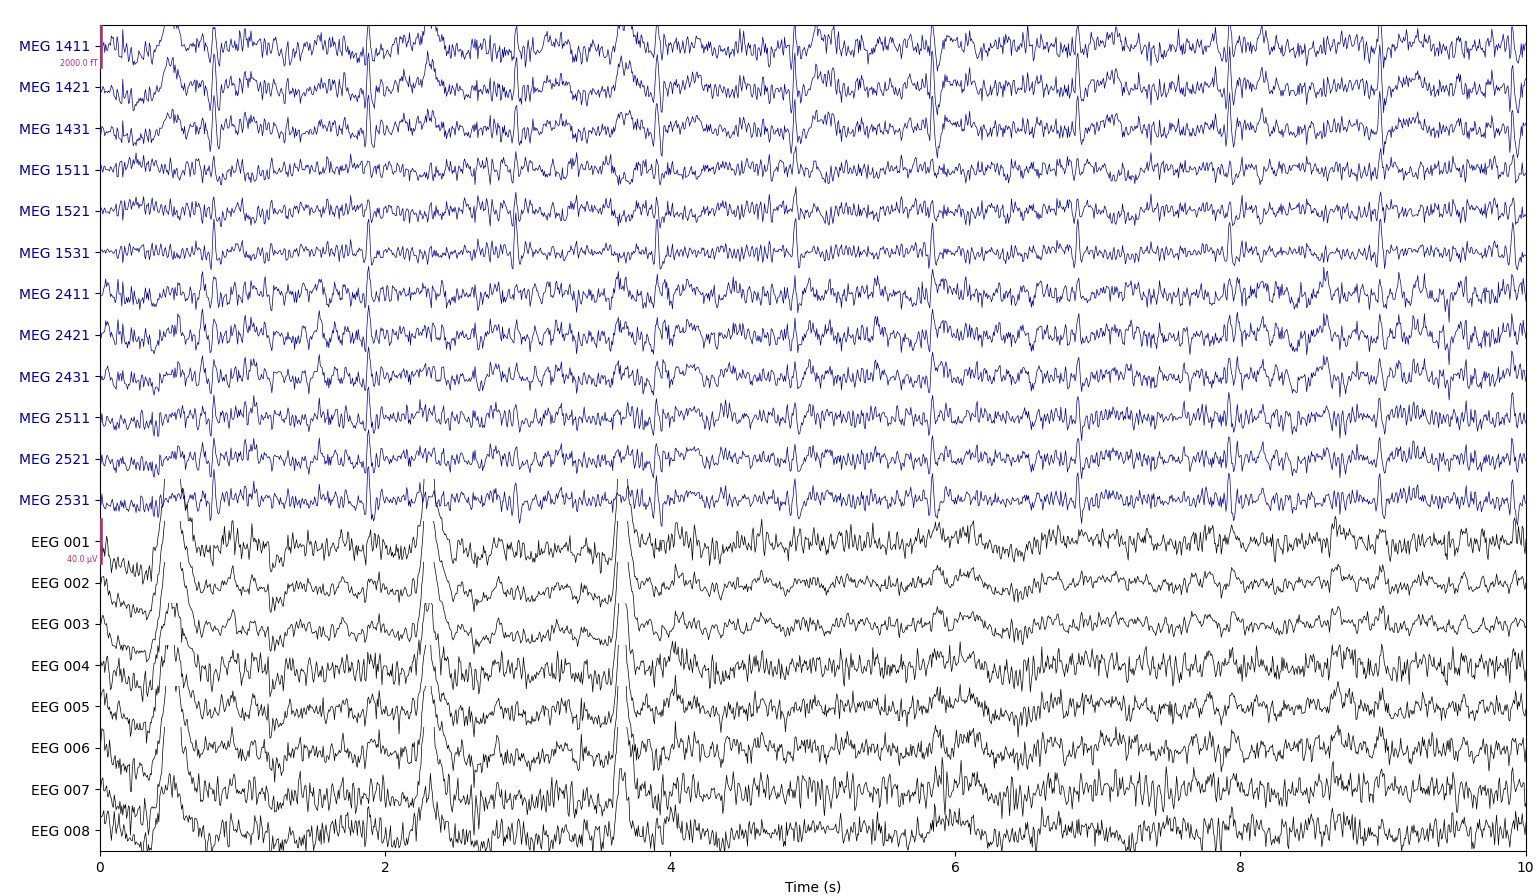 MEG 1411
2000.0 fT
MEG 1421
MEG 1431
MEG 1511
MEG 1521
MEG 1531
MEG 2411
MEG 2421
MEG 2431
MEG 2511
MEG 2521
MEG 2531
EEG 001
40.0 µV
EEG 002
EEG 003
EEG 004
EEG 005
EEG 006
EEG 007
EEG 008
0 2 4 6 8 10
Time (s)